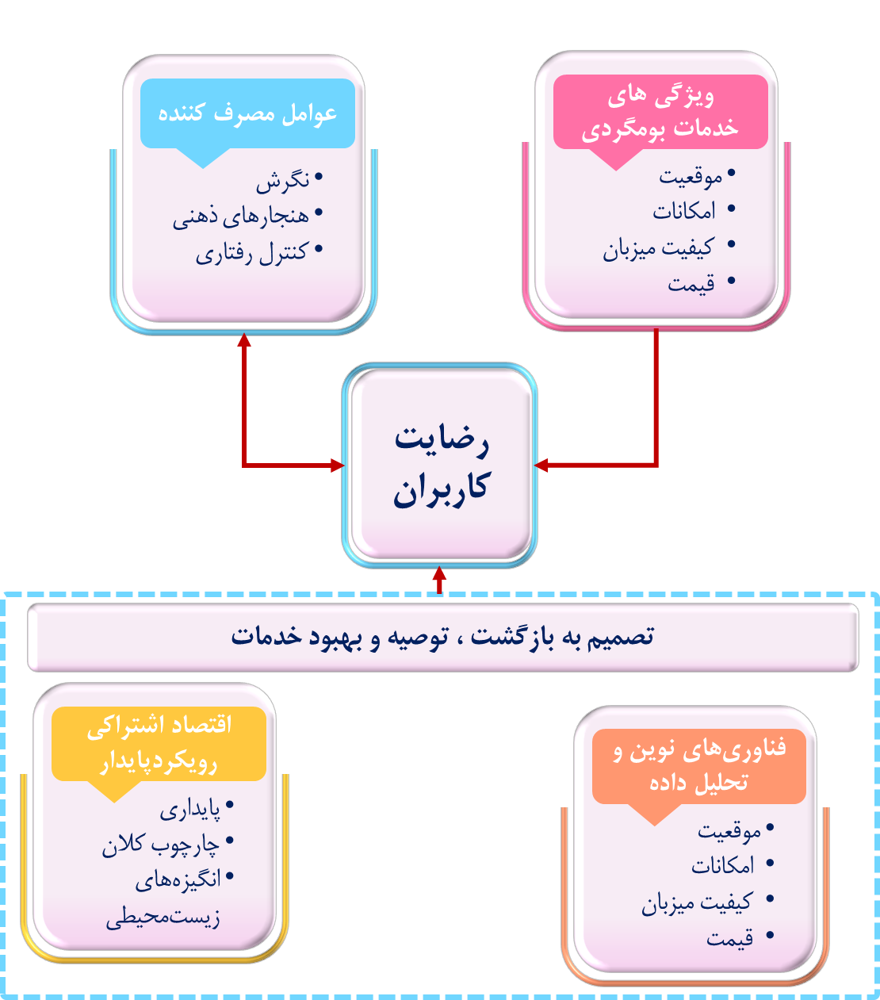 ویژگی های
خدمات بومگردی
• موقعیت
• امکانات
• کیفیت میزبان
• قیمت
عوامل مصرف کننده
• نگرش
• هنجارهای ذهنی
• کنترل رفتاری
رضایت
کاربران
تصمیم به بازگشت ، توصیه و بهبود خدمات
فناوری‌های نوین و
تحلیل داده
• موقعیت
• امکانات
• کیفیت میزبان
• قیمت
اقتصاد اشتراکی
رویکردپایدار
• پایداری
• چارچوب کلان
• انگیزه‌های
زیست‌محیطی